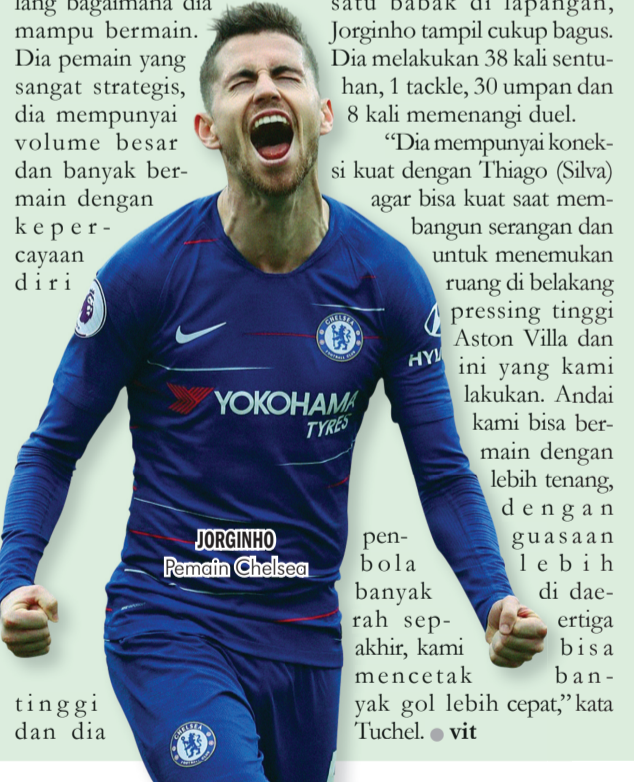 lang bagaimana dia
mampu bermain.
Dia pemain yang
sangat strategis,
dia mempunyai
volume besar
dan banyak ber-
main dengan
keper-
cayaan
diri
tinggi
dan dia
satu babak di lapangan,
Jorginho tampil cukup bagus.
Dia melakukan 38 kali sentu-
han, 1 tackle, 30 umpan dan
8 kali memenangi duel.
“Dia mempunyai konek-
si kuat dengan Thiago (Silva)
agar bisa kuat saat mem-
bangun serangan dan
untuk menemukan
ruang di belakang
pressing tinggi
Aston Villa dan
ini yang kami
lakukan. Andai
kami bisa ber-
main dengan
lebih tenang,
dengan
pen- guasaan
bola lebih
banyak di dae-
rah sep- ertiga
akhir, kami bisa
mencetak ban-
yak gol lebih cepat,” kata
Tuchel. ● vit
CHELSEA
FOOTBALL CLUB
YOKOHAMA
TYRES
JORGINHO
Pemain Chelsea
CHELSEA
FOOTBALL CLUB